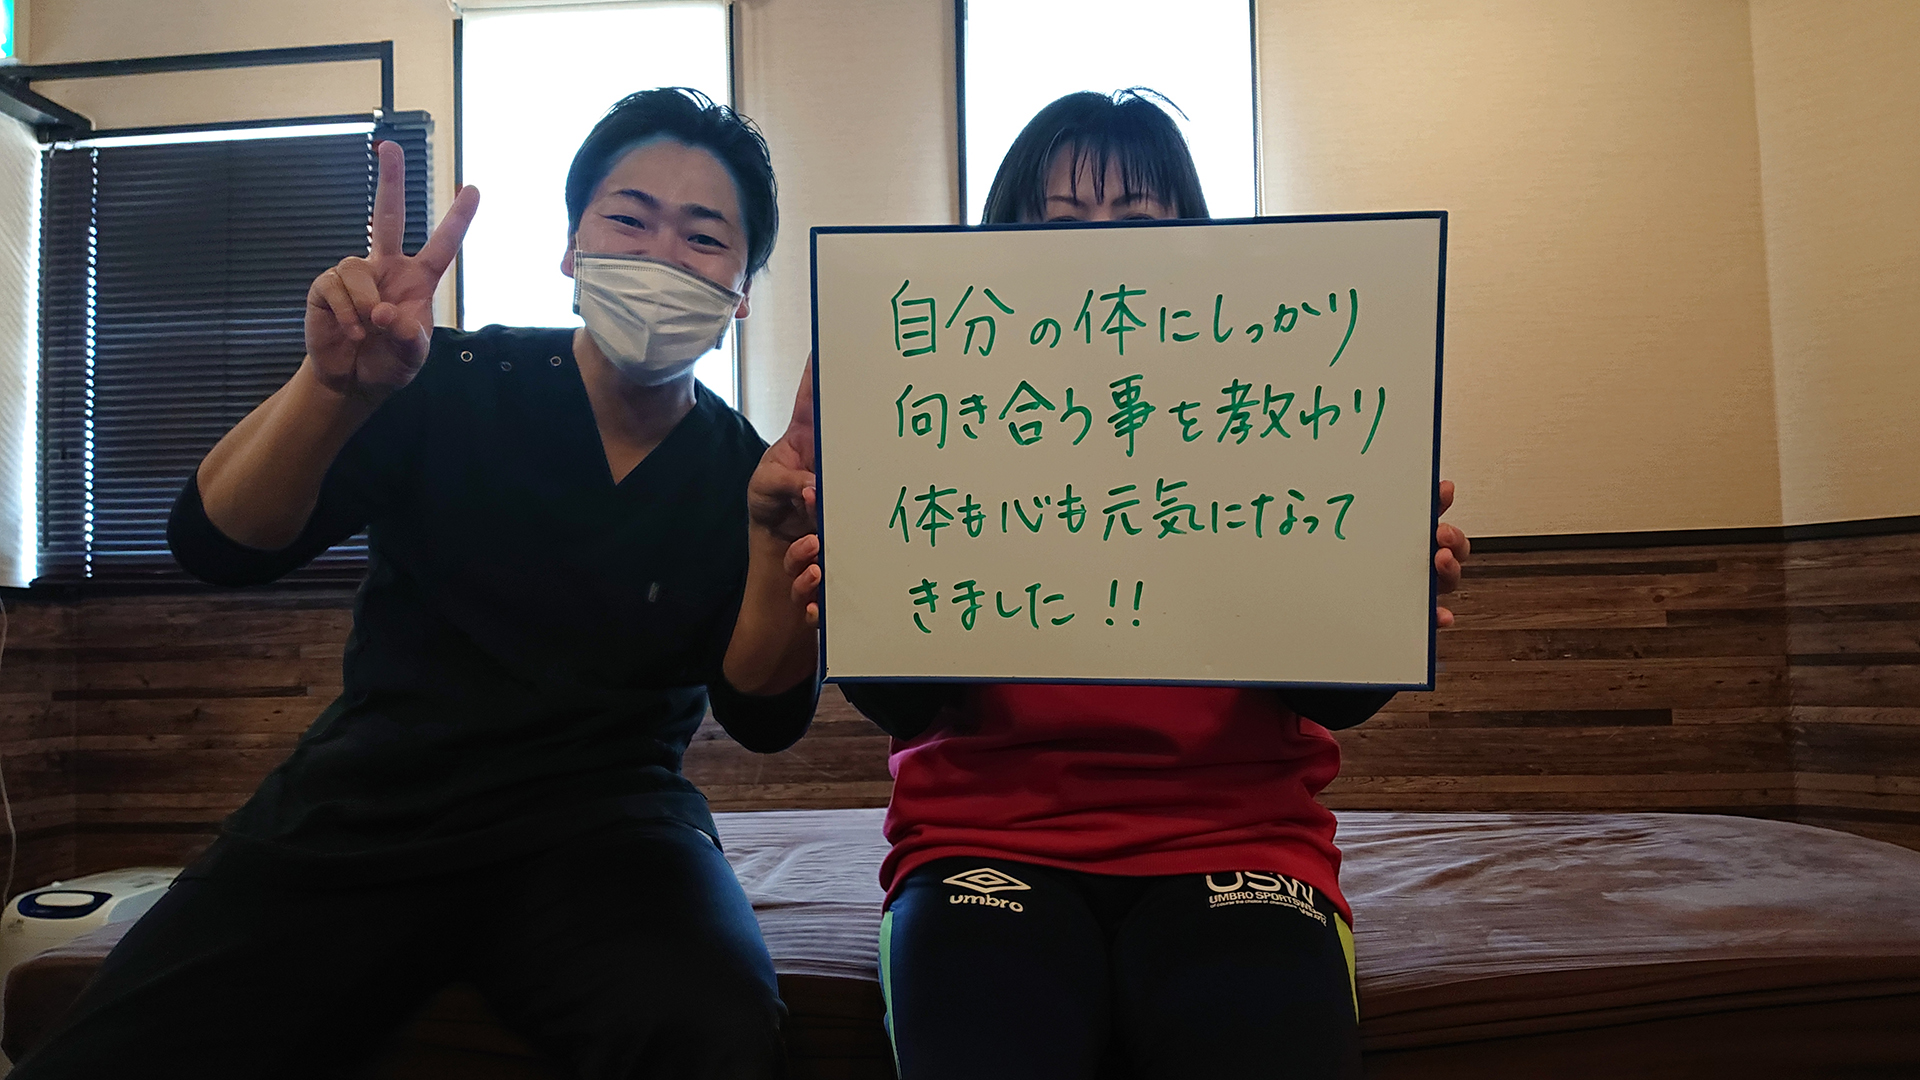 自分の体にしっかり
向き合う事を教わり
体も心も元気になって
きました!!
umbro
USW
UMBRO SPORTSW